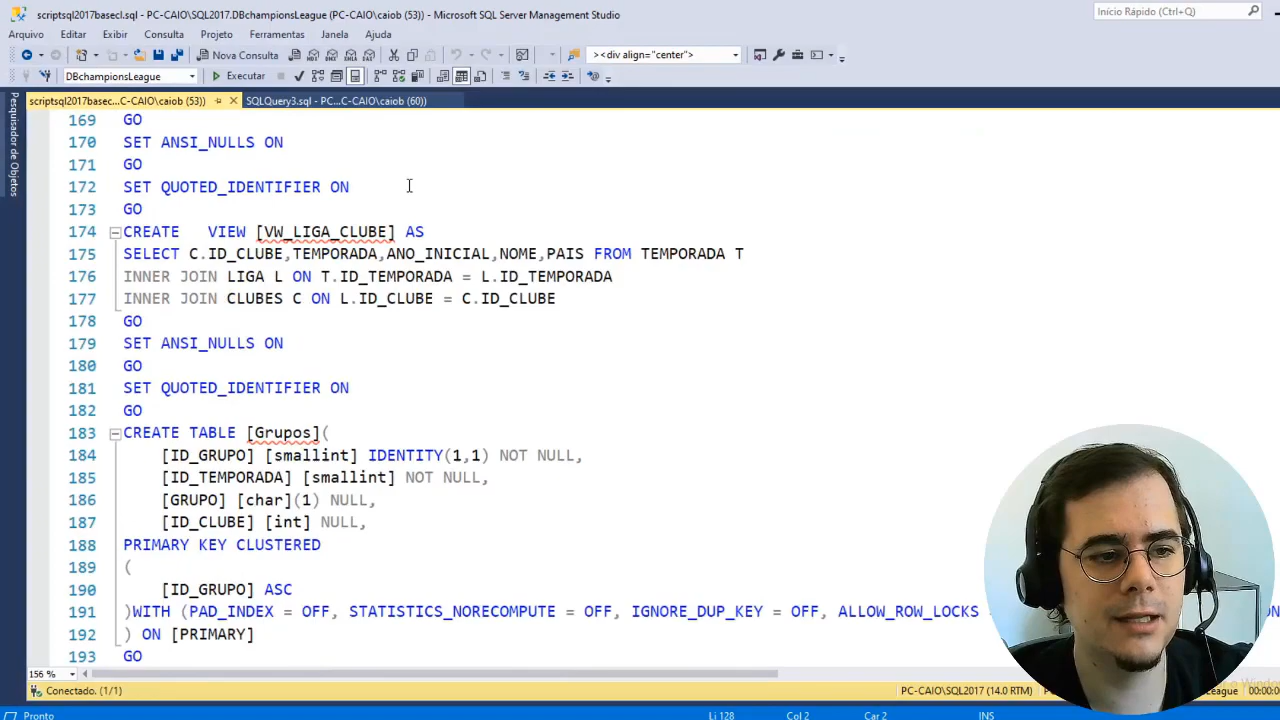 scriptsql2017basecl.sql - PC-CAIO\SQL2017.DBchampionsLeague (PC-CAIO\caiob (53)) - Microsoft SQL Server Management Studio
Início Rápido (Ctrl+Q)
Arquivo Editar Exibir Consulta Projeto Ferramentas Janela Ajuda
Nova Consulta ><div align="center">
DBchampionsLeague Executar
scriptsql2017basec...C-CAIO\caiob (53)) SQLQuery3.sql - PC...C-CAIO\caiob (60))
Pesquisador de Objetos
169 GO
170 SET ANSI_NULLS ON
171 GO
172 SET QUOTED_IDENTIFIER ON
173 GO
174 CREATE VIEW [VW_LIGA_CLUBE] AS
175 SELECT C.ID_CLUBE,TEMPORADA,ANO_INICIAL,NOME,PAIS FROM TEMPORADA T
176 INNER JOIN LIGA L ON T.ID_TEMPORADA = L.ID_TEMPORADA
177 INNER JOIN CLUBES C ON L.ID_CLUBE = C.ID_CLUBE
178 GO
179 SET ANSI_NULLS ON
180 GO
181 SET QUOTED_IDENTIFIER ON
182 GO
183 CREATE TABLE [Grupos](
184 [ID_GRUPO] [smallint] IDENTITY(1,1) NOT NULL,
185 [ID_TEMPORADA] [smallint] NOT NULL,
186 [GRUPO] [char](1) NULL,
187 [ID_CLUBE] [int] NULL,
188 PRIMARY KEY CLUSTERED
189 (
190 [ID_GRUPO] ASC
191 )WITH (PAD_INDEX = OFF, STATISTICS_NORECOMPUTE = OFF, IGNORE_DUP_KEY = OFF, ALLOW_ROW_LOCKS
192 ) ON [PRIMARY]
193 GO
156 %
Conectado. (1/1) PC-CAIO\SQL2017 (14.0 RTM)
Pronto Li 128 Col 2 Car 2 INS